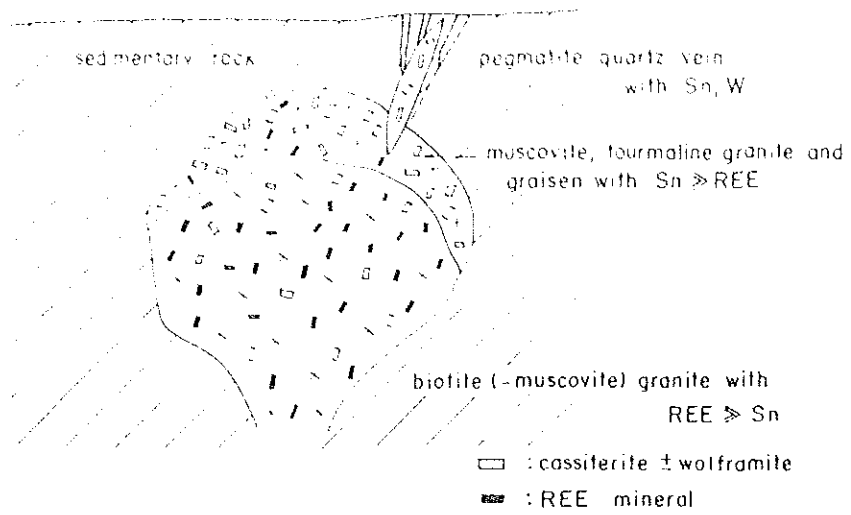 sedimentary rock
pegmatite quartz vein
with Sn, W
muscovite, tourmaline granite and
graisen with Sn ≫ REE
biotite (-muscovite) granite with
REE ≫ Sn
: cassiterite ± wolframite
: REE mineral